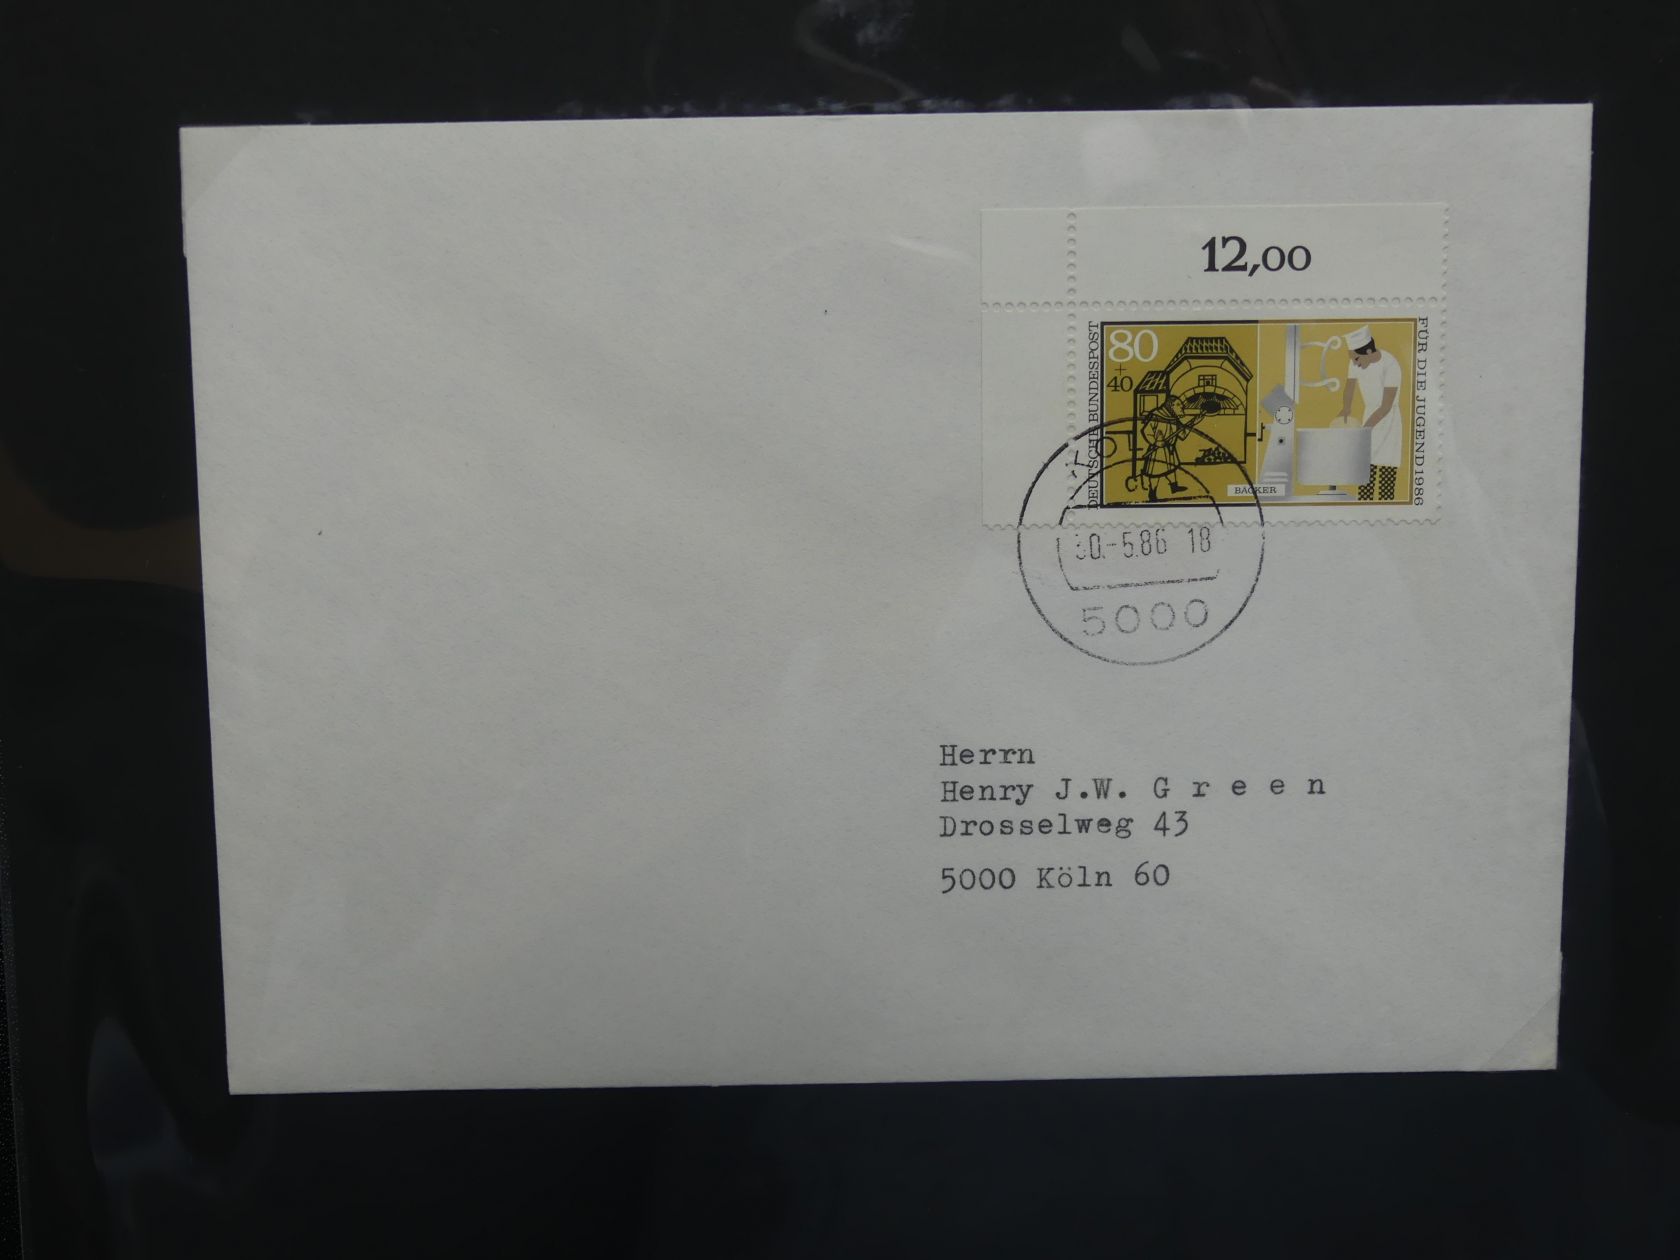 12,00
80
+
40
DEUTSCHE BUNDESPOST
FÜR DIE JUGEND 1986
BÄCKER
30.-5.86 18
5000
Herrn
Henry J.W. G r e e n
Drosselweg 43
5000 Köln 60